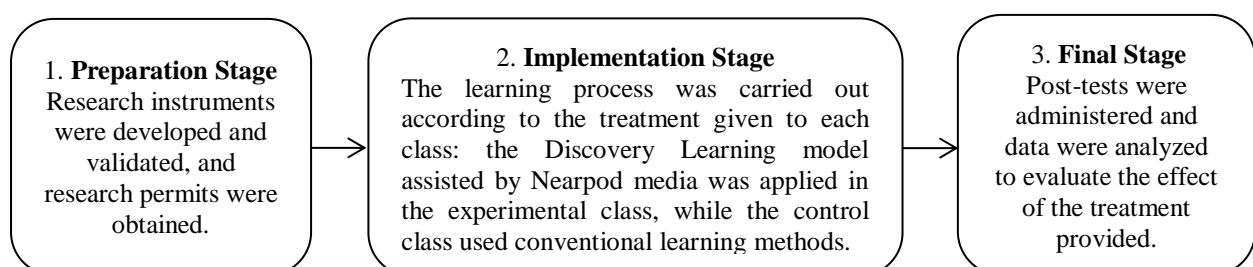 1. Preparation Stage
Research instruments
were developed and
validated, and
research permits were
obtained.
2. Implementation Stage
The learning process was carried out
according to the treatment given to each
class: the Discovery Learning model
assisted by Nearpod media was applied in
the experimental class, while the control
class used conventional learning methods.
3. Final Stage
Post-tests were
administered and
data were analyzed
to evaluate the effect
of the treatment
provided.